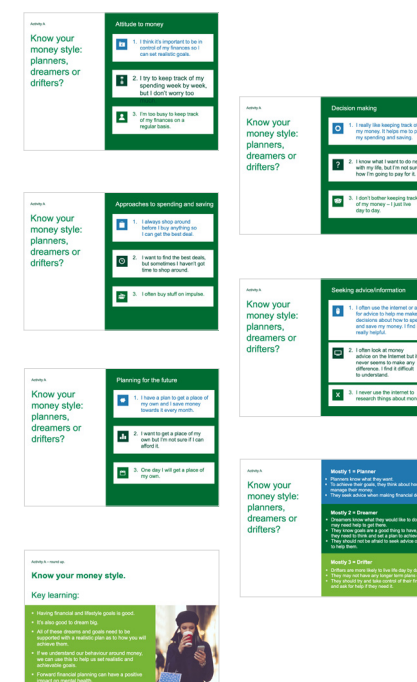 Activity A
Know your
money style:
planners,
dreamers or
drifters?
Attitude to money
1. I think it's important to be in
control of my finances so I
can set realistic goals.
2. I try to keep track of my
spending week by week,
but I don't worry too
3. I'm too busy to keep track
of my finances on a
regular basis.
Activity A
Know your
money style:
planners,
dreamers or
drifters?
Decision making
1. I really like keeping track of
my money. It helps me to p
my spending and saving.
2. I know what I want to do ne
with my life, but I'm not sure
how I'm going to pay for it.
3. I don't bother keeping track
of my money – I just live
day to day.
Activity A
Know your
money style:
planners,
dreamers or
drifters?
Approaches to spending and saving
1. I always shop around
before I buy anything so
I can get the best deal.
2. I want to find the best deals,
but sometimes I haven't got
time to shop around.
3. I often buy stuff on impulse.
Activity A
Know your
money style:
planners,
dreamers or
drifters?
Seeking advice/information
1. I often use the internet or a
for advice to help me make
decisions about how to spe
and save my money. I find
really helpful.
2. I often look at money
advice on the internet but it
never seems to make any
difference. I find it difficult
to understand.
3. I never use the internet to
research things about mon
Activity A
Know your
money style:
planners,
dreamers or
drifters?
Planning for the future
1. I have a plan to get a place of
my own and I save money
towards it every month.
2. I want to get a place of my
own but I'm not sure if I can
afford it.
3. One day I will get a place of
my own.
Activity A
Know your
money style:
planners,
dreamers or
drifters?
Mostly 1 = Planner
Planners know what they want.
To achieve their goals, they think about how
manage their money.
They seek advice when making financial de
Mostly 2 = Dreamer
Dreamers know what they would like to do
may need help to get there.
They know goals are a good thing to have,
they need to think and set a plan to achieve
They should not be afraid to seek advice o
to help them.
Mostly 3 = Drifter
Drifters are more likely to live life day by da
They may not have any longer term plans o
They should try and take control of their fin
and ask for help if they need it.
Activity A – round up.
Know your money style.
Key learning:
Having financial and lifestyle goals is good.
It's also good to dream big.
All of these dreams and goals need to be
supported with a realistic plan as to how you will
achieve them.
If we understand our behaviour around money,
we can use this to help us set realistic and
achievable goals.
Forward financial planning can have a positive
impact on mental health.